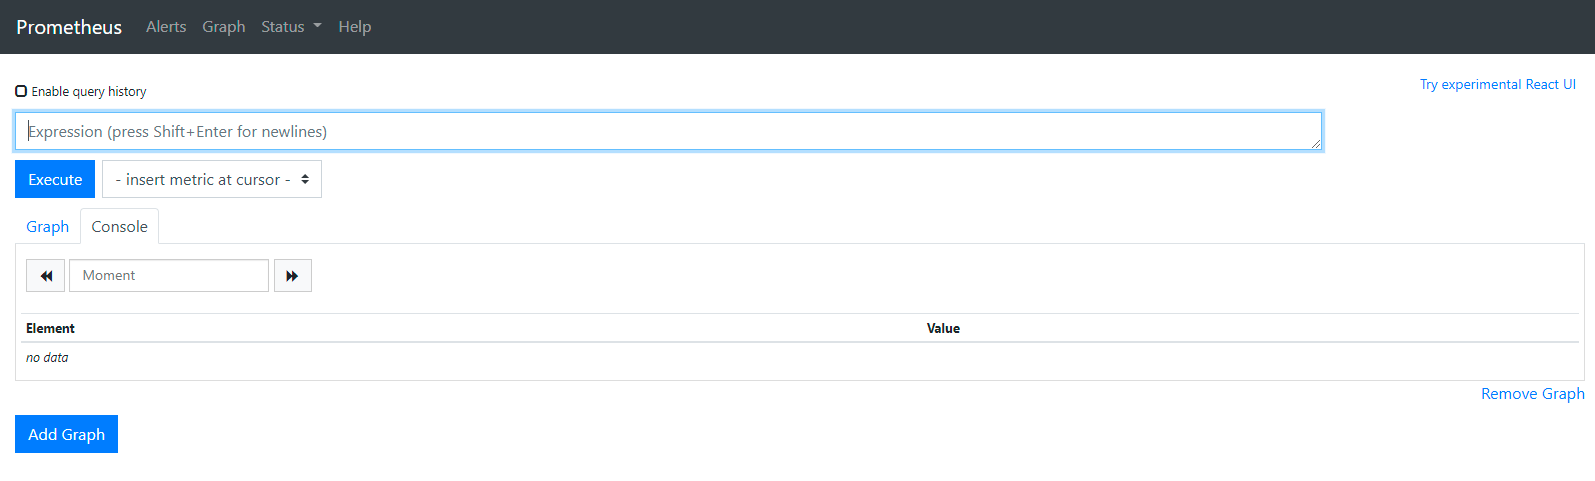 Prometheus Alerts Graph Status Help
Enable query history
Try experimental React UI
Expression (press Shift+Enter for newlines)
Execute - insert metric at cursor -
Graph Console
Moment
Element Value
no data
Remove Graph
Add Graph